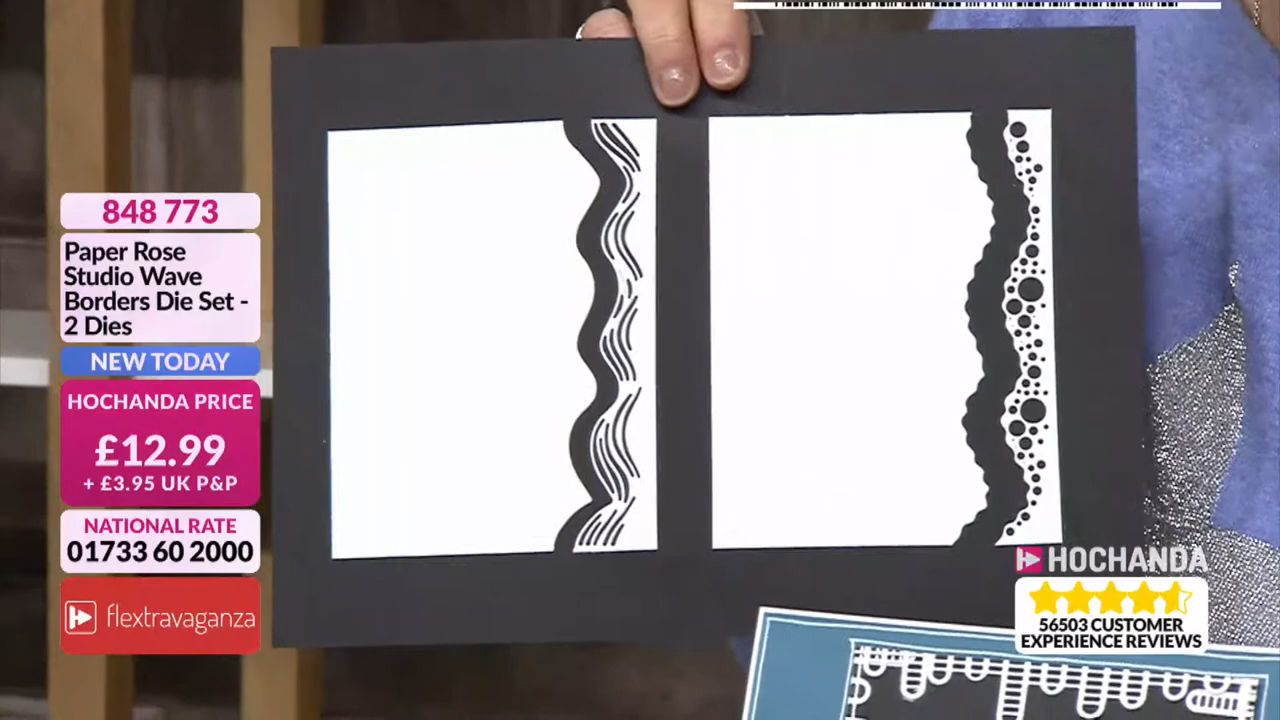 848 773
Paper Rose
Studio Wave
Borders Die Set -
2 Dies
NEW TODAY
HOCHANDA PRICE
£12.99
+ £3.95 UK P&P
NATIONAL RATE
01733 60 2000
flextravaganza
HOCHANDA
56503 CUSTOMER
EXPERIENCE REVIEWS